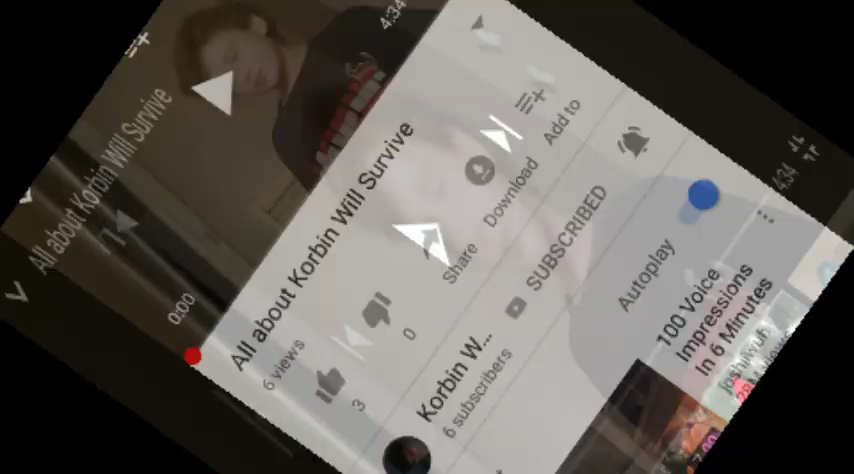 All about Korbin Will Survive
4:34
0:00
All about Korbin Will Survive
6 views
3
0
Share
Download
Add to
Korbin W...
6 subscribers
SUBSCRIBED
Autoplay
100 Voice
Impressions
In 6 Minutes
4:34